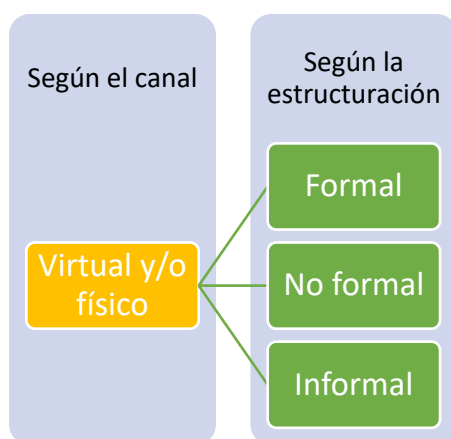 Según el canal
Virtual y/o
físico
Según la
estructuración
Formal
No formal
Informal